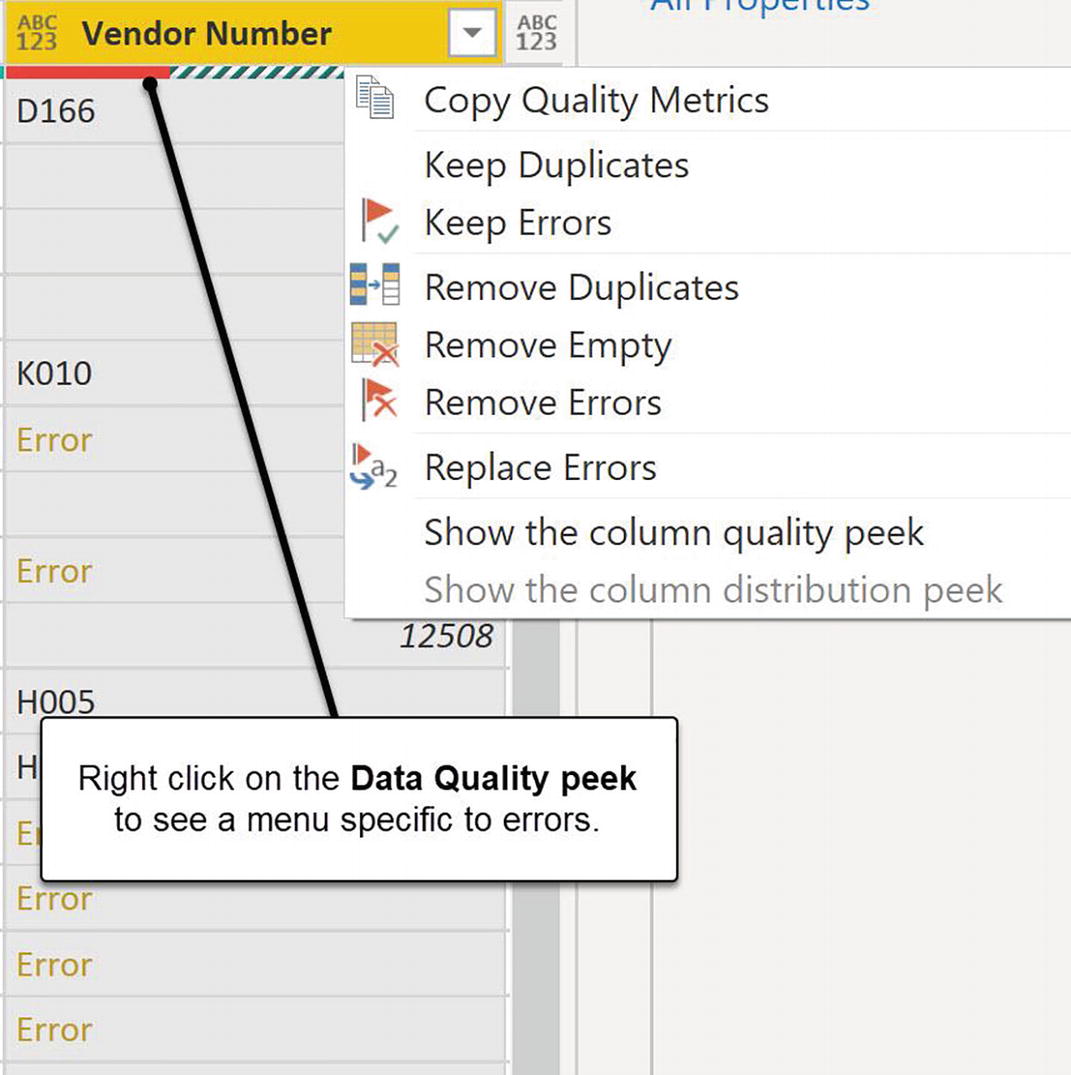 All Properties
ABC
123
Vendor Number
ABC
123
D166
Copy Quality Metrics
Keep Duplicates
Keep Errors
Remove Duplicates
Remove Empty
K010
Remove Errors
Error
Replace Errors
a2
Show the column quality peek
Error
Show the column distribution peek
12508
H005
H
Right click on the Data Quality peek
to see a menu specific to errors.
Error
Error
Error